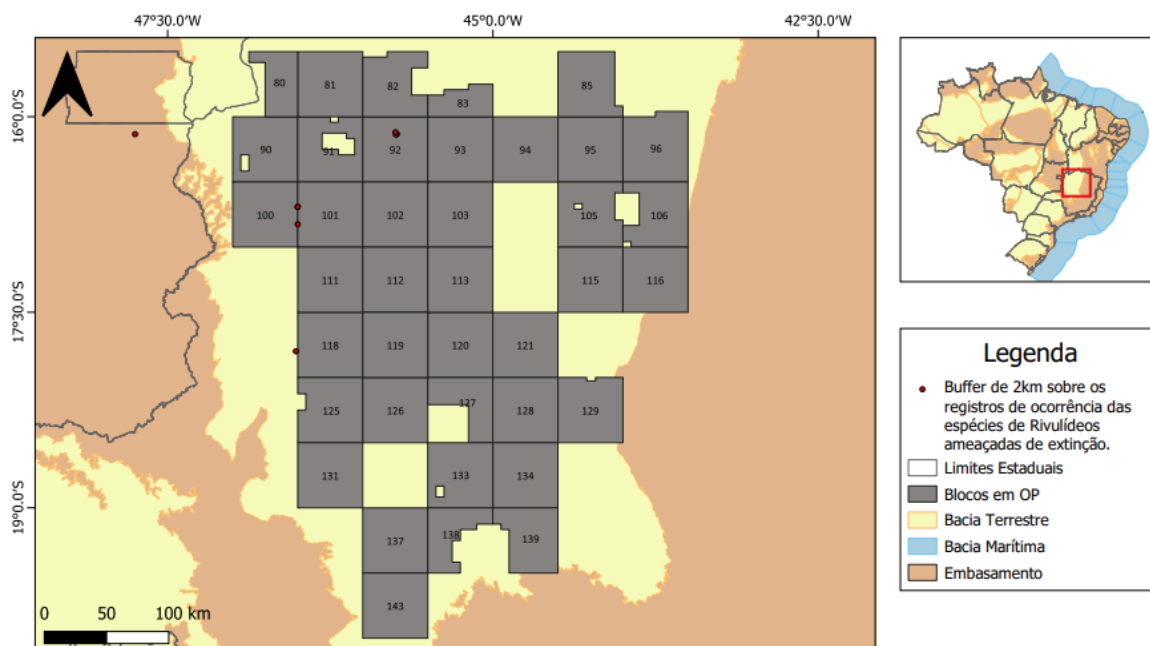 47°30.0'W
45°0.0'W
42°30.0'W
16°0.0'S
17°30.0'S
19°0.0'S
80
81
82
83
85
90
91
92
93
94
95
96
100
101
102
103
105
106
111
112
113
115
116
118
119
120
121
125
126
127
128
129
131
133
134
137
138
139
143
0 50 100 km
Legenda
Buffer de 2km sobre os
registros de ocorrência das
espécies de Rivulídeos
ameaçadas de extinção.
Limites Estaduais
Blocos em OP
Bacia Terrestre
Bacia Marítima
Embasamento